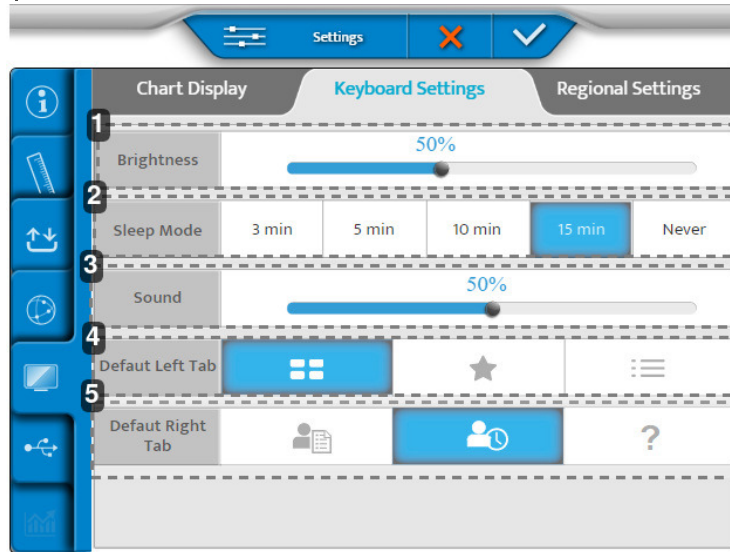 Settings
Chart Display Keyboard Settings Regional Settings
1
Brightness 50%
2
Sleep Mode 3 min 5 min 10 min 15 min Never
3
Sound 50%
4
Defaut Left Tab
5
Defaut Right
Tab ?